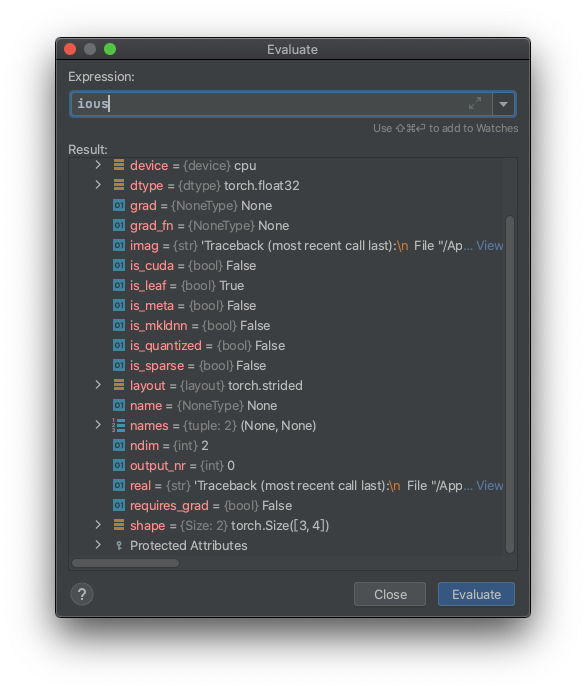 Evaluate
Expression:
ious
Use ⇧⌘⏎ to add to Watches
Result:
device = {device} cpu
dtype = {dtype} torch.float32
grad = {NoneType} None
grad_fn = {NoneType} None
imag = {str} 'Traceback (most recent call last):\n  File "/Ap... View
is_cuda = {bool} False
is_leaf = {bool} True
is_meta = {bool} False
is_mkldnn = {bool} False
is_quantized = {bool} False
is_sparse = {bool} False
layout = {layout} torch.strided
name = {NoneType} None
names = {tuple: 2} (None, None)
ndim = {int} 2
output_nr = {int} 0
real = {str} 'Traceback (most recent call last):\n  File "/App... View
requires_grad = {bool} False
shape = {Size: 2} torch.Size([3, 4])
Protected Attributes
? Close Evaluate